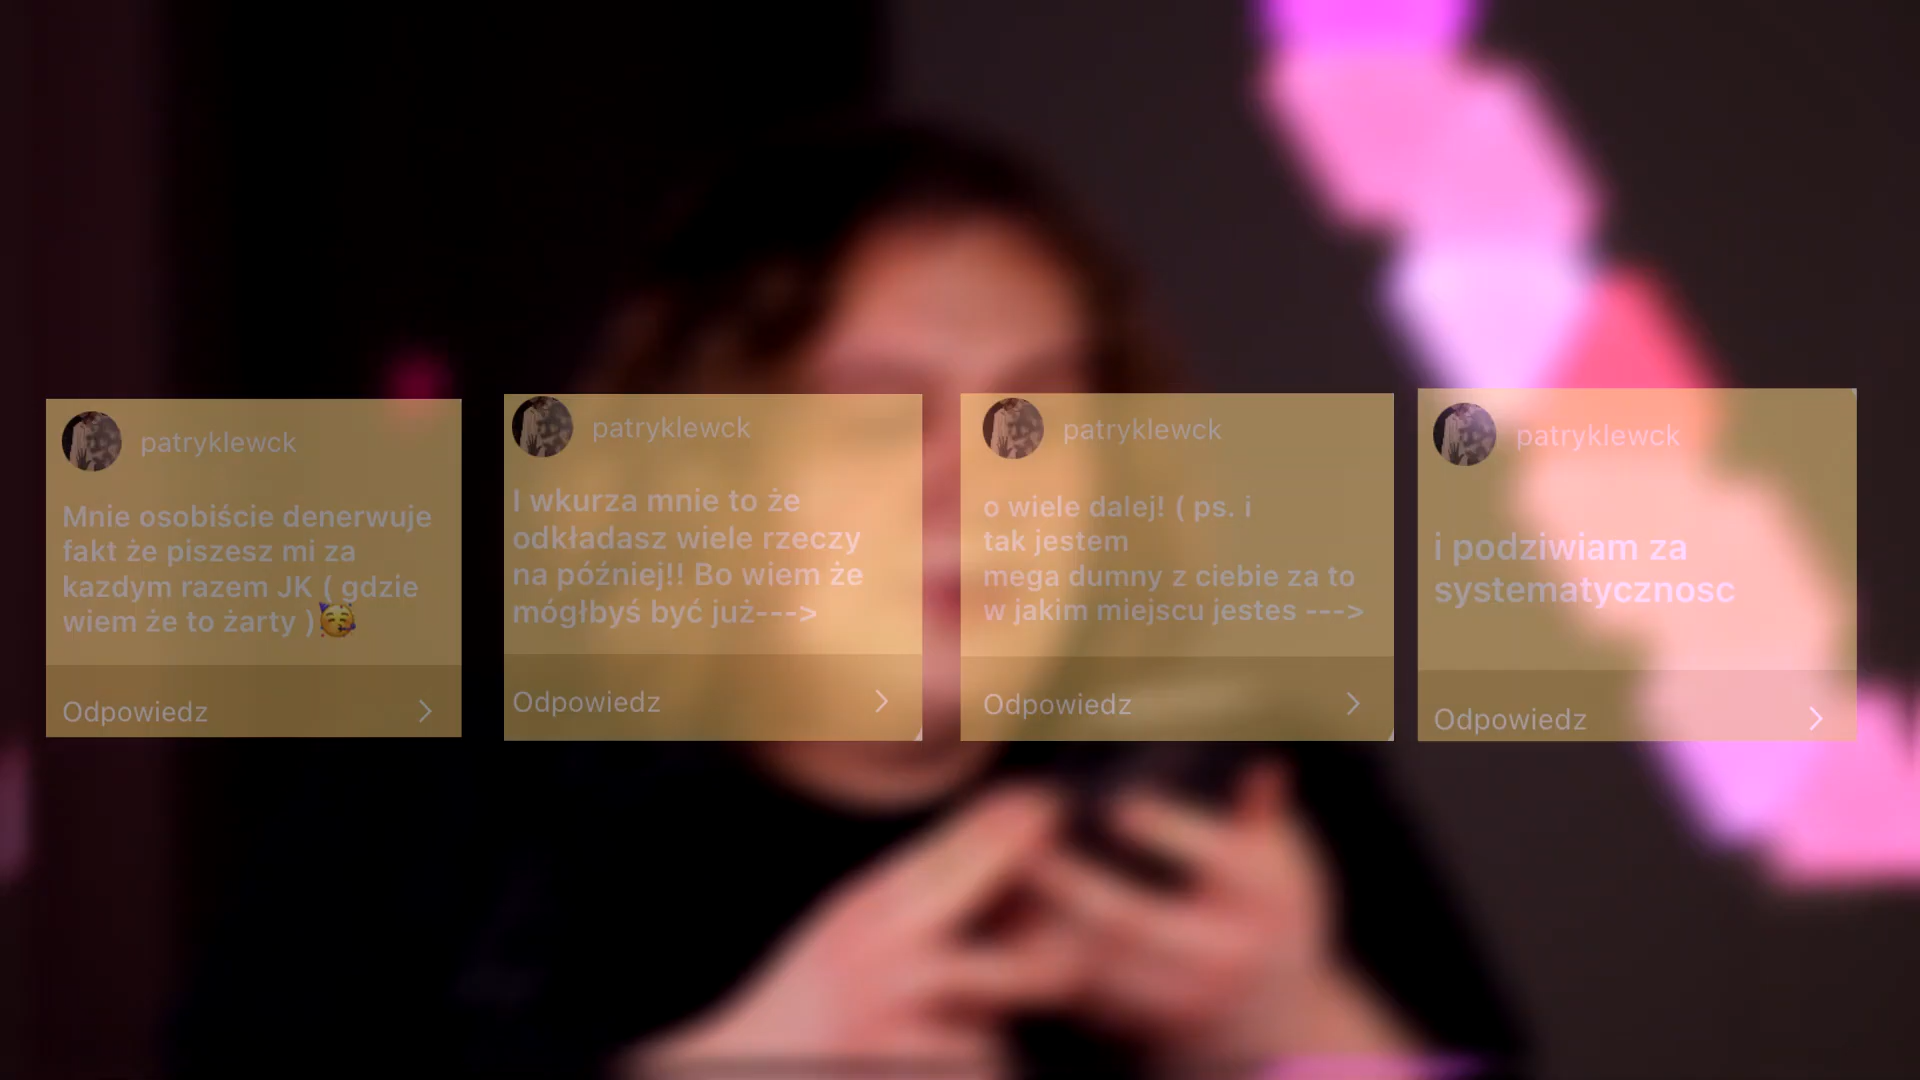 patryklewck
Mnie osobiście denerwuje
fakt że piszesz mi za
kazdym razem JK ( gdzie
wiem że to żarty )🥳
Odpowiedz
patryklewck
I wkurza mnie to że
odkładasz wiele rzeczy
na później!! Bo wiem że
mógłbyś być już--->
Odpowiedz
patryklewck
o wiele dalej! ( ps. i
tak jestem
mega dumny z ciebie za to
w jakim miejscu jestes --->
Odpowiedz
patryklewck
i podziwiam za
systematycznosc
Odpowiedz